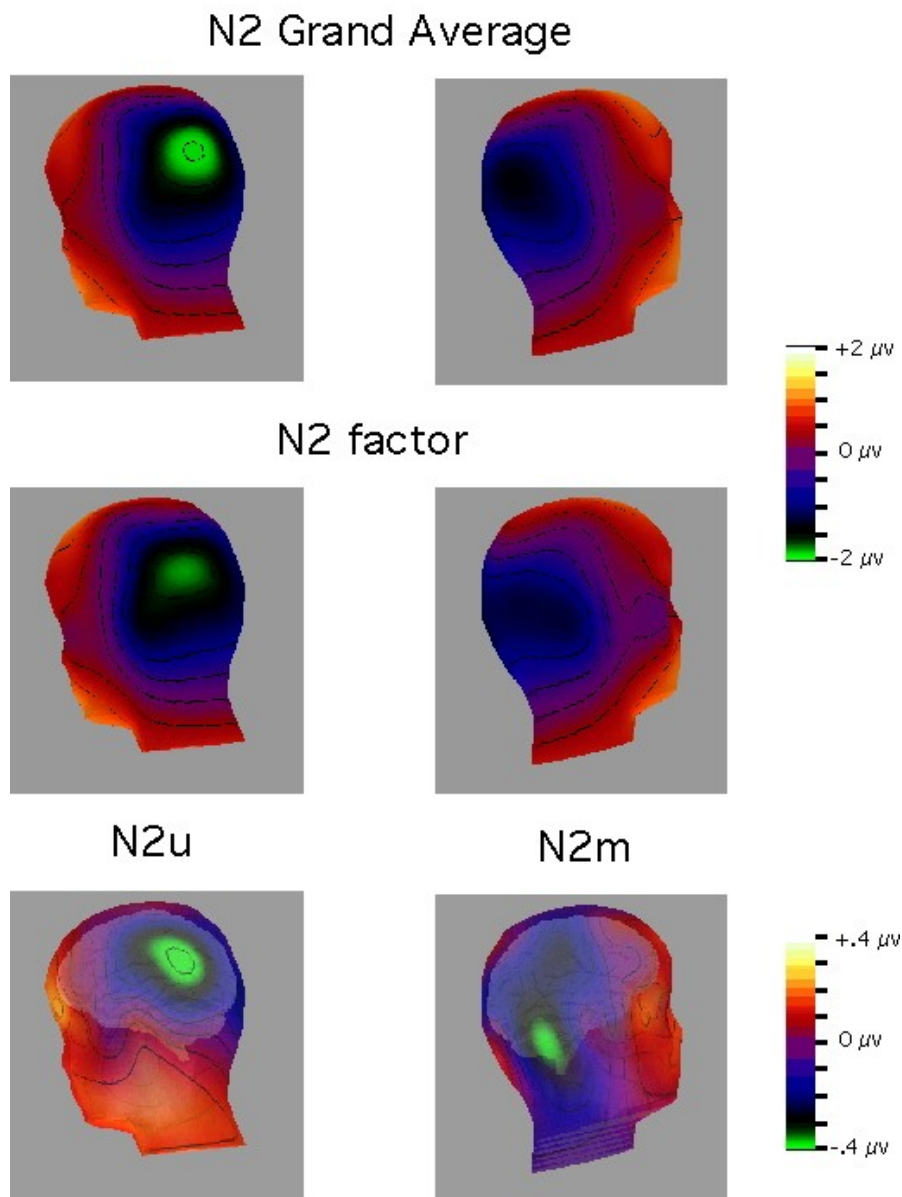 N2 Grand Average
+2 µv
0 µv
-2 µv
N2 factor
N2u
N2m
+.4 µv
0 µv
-.4 µv